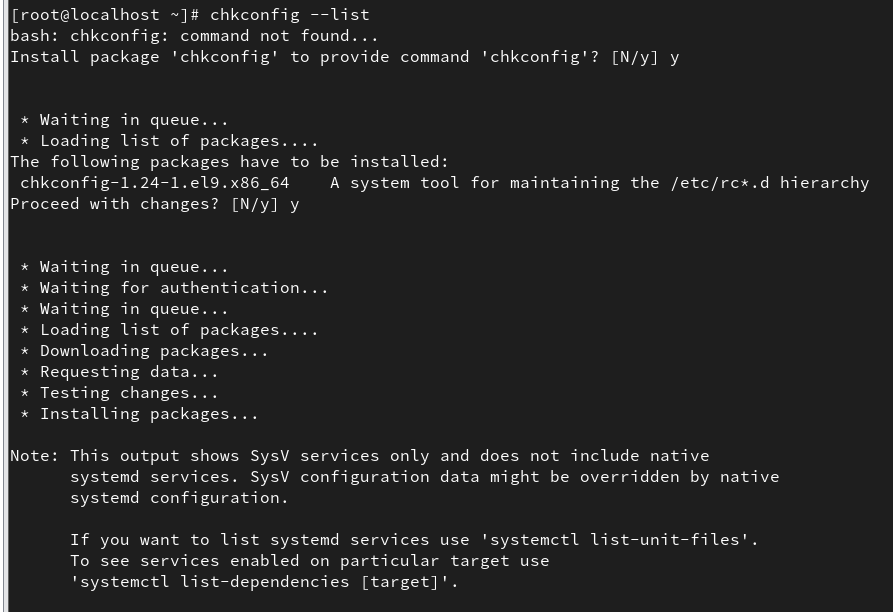 [root@localhost ~]# chkconfig --list
bash: chkconfig: command not found...
Install package 'chkconfig' to provide command 'chkconfig'? [N/y] y
* Waiting in queue...
* Loading list of packages....
The following packages have to be installed:
chkconfig-1.24-1.el9.x86_64    A system tool for maintaining the /etc/rc*.d hierarchy
Proceed with changes? [N/y] y
* Waiting in queue...
* Waiting for authentication...
* Waiting in queue...
* Loading list of packages....
* Downloading packages...
* Requesting data...
* Testing changes...
* Installing packages...
Note: This output shows SysV services only and does not include native
systemd services. SysV configuration data might be overridden by native
systemd configuration.
If you want to list systemd services use 'systemctl list-unit-files'.
To see services enabled on particular target use
'systemctl list-dependencies [target]'.